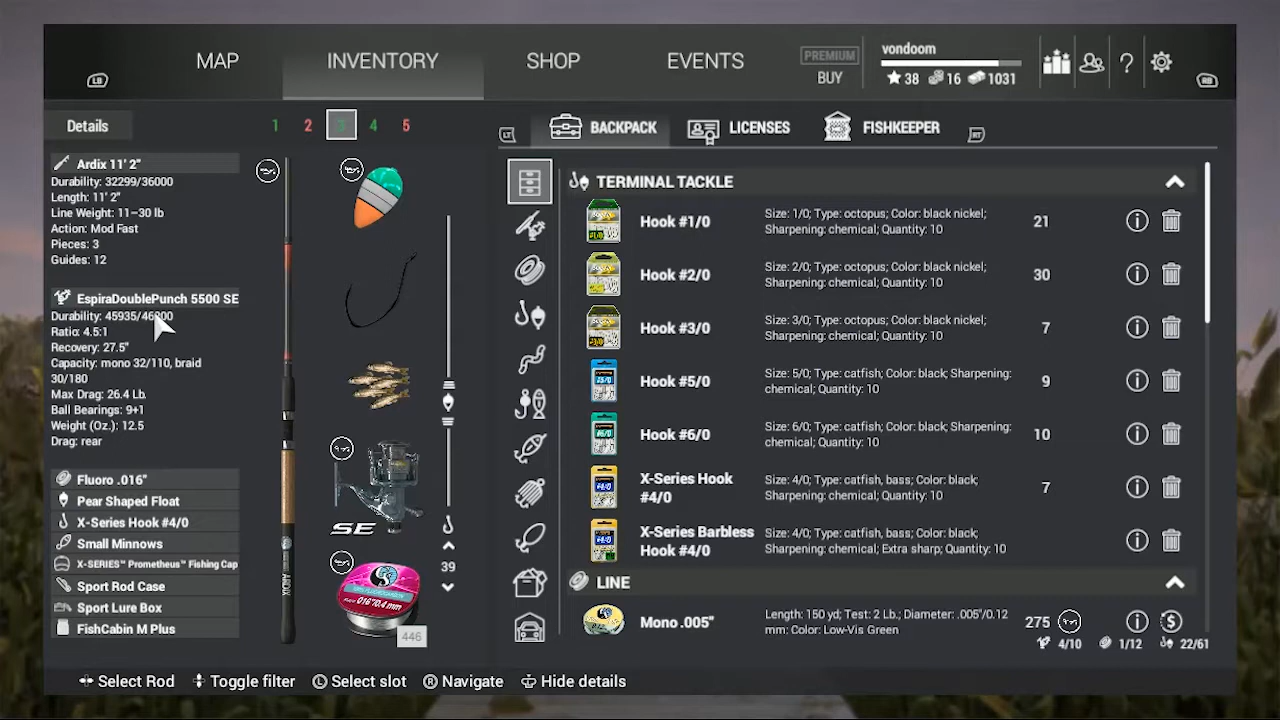 MAP
INVENTORY
SHOP
EVENTS
PREMIUM
BUY
vondoom
38
16
1031
LB
RB
Details
1 2 3 4 5
LT
BACKPACK
LICENSES
FISHKEEPER
RT
Ardix 11' 2"
Durability: 32299/36000
Length: 11' 2"
Line Weight: 11–30 lb
Action: Mod Fast
Pieces: 3
Guides: 12
EspiraDoublePunch 5500 SE
Durability: 45935/46000
Ratio: 4.5:1
Recovery: 27.5"
Capacity: mono 32/110, braid
30/180
Max Drag: 26.4 Lb.
Ball Bearings: 9+1
Weight (Oz.): 12.5
Drag: rear
Fluoro .016"
Pear Shaped Float
X-Series Hook #4/0
Small Minnows
X-SERIES™ Prometheus™ Fishing Cap
Sport Rod Case
Sport Lure Box
FishCabin M Plus
ARDIX
SE
016"0.4 mm
446
39
TERMINAL TACKLE
Hook #1/0
Size: 1/0; Type: octopus; Color: black nickel;
Sharpening: chemical; Quantity: 10
21
Hook #2/0
Size: 2/0; Type: octopus; Color: black nickel;
Sharpening: chemical; Quantity: 10
30
Hook #3/0
Size: 3/0; Type: octopus; Color: black nickel;
Sharpening: chemical; Quantity: 10
7
Hook #5/0
Size: 5/0; Type: catfish; Color: black; Sharpening:
chemical; Quantity: 10
9
Hook #6/0
Size: 6/0; Type: catfish; Color: black; Sharpening:
chemical; Quantity: 10
10
X-Series Hook
#4/0
Size: 4/0; Type: catfish, bass; Color: black;
Sharpening: chemical; Quantity: 10
7
X-Series Barbless
Hook #4/0
Size: 4/0; Type: catfish, bass; Color: black;
Sharpening: chemical; Extra sharp; Quantity: 10
LINE
Mono .005"
Length: 150 yd; Test: 2 Lb.; Diameter: .005"/0.12
mm: Color: Low-Vis Green
275
4/10
1/12
22/61
Select Rod
Toggle filter
L Select slot
R Navigate
Hide details